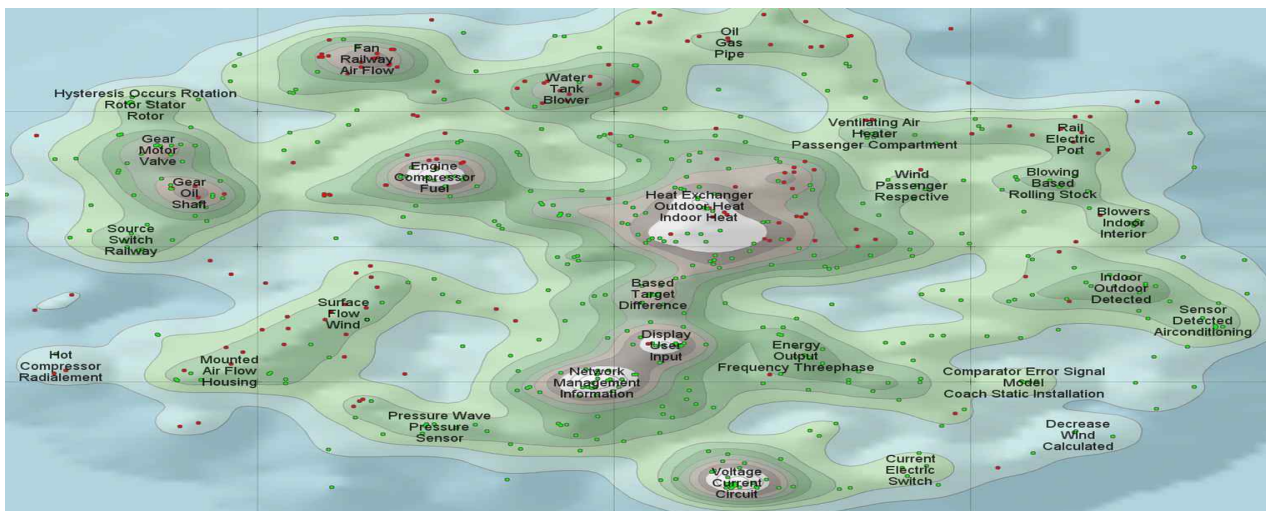 Oil
Gas
Pipe
Fan
Railway
Air Flow
Water
Tank
Blower
Hysteresis Occurs Rotation
Rotor Stator
Rotor
Ventilating Air
Heater
Passenger Compartment
Rail
Electric
Port
Gear
Motor
Valve
Engine
Compressor
Fuel
Wind
Passenger
Respective
Blowing
Based
Rolling Stock
Gear
Oil
Shaft
Heat Exchanger
Outdoor Heat
Indoor Heat
Blowers
Indoor
Interior
Source
Switch
Railway
Based
Target
Difference
Indoor
Outdoor
Detected
Surface
Flow
Wind
Sensor
Detected
Airconditioning
Display
User
Input
Energy
Output
Frequency Threephase
Hot
Compressor
Radialement
Mounted
Air Flow
Housing
Network
Management
Information
Comparator Error Signal
Model
Coach Static Installation
Pressure Wave
Pressure
Sensor
Decrease
Wind
Calculated
Current
Electric
Switch
Voltage
Current
Circuit